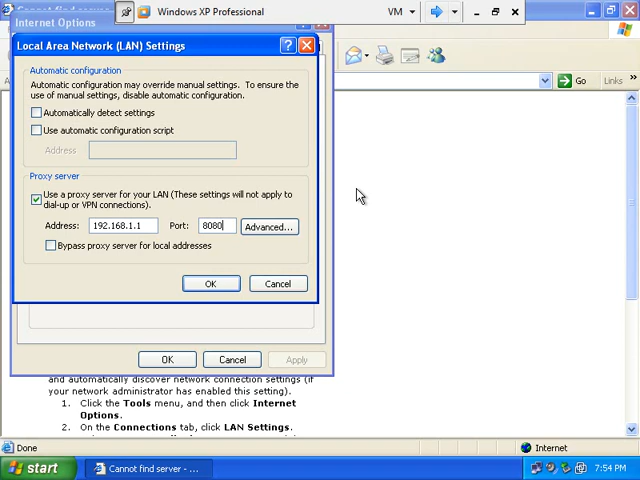 Windows XP Professional
VM
Internet Options
Local Area Network (LAN) Settings
Automatic configuration
Automatic configuration may override manual settings. To ensure the
use of manual settings, disable automatic configuration.
Automatically detect settings
Use automatic configuration script
Address
Proxy server
Use a proxy server for your LAN (These settings will not apply to
dial-up or VPN connections).
Address: 192.168.1.1 Port: 8080 Advanced...
Bypass proxy server for local addresses
OK Cancel
OK Cancel Apply
Go Links
and automatically discover network connection settings (if
your network administrator has enabled this setting).
1. Click the Tools menu, and then click Internet
Options.
2. On the Connections tab, click LAN Settings.
Done Internet
start Cannot find server - ... 7:54 PM